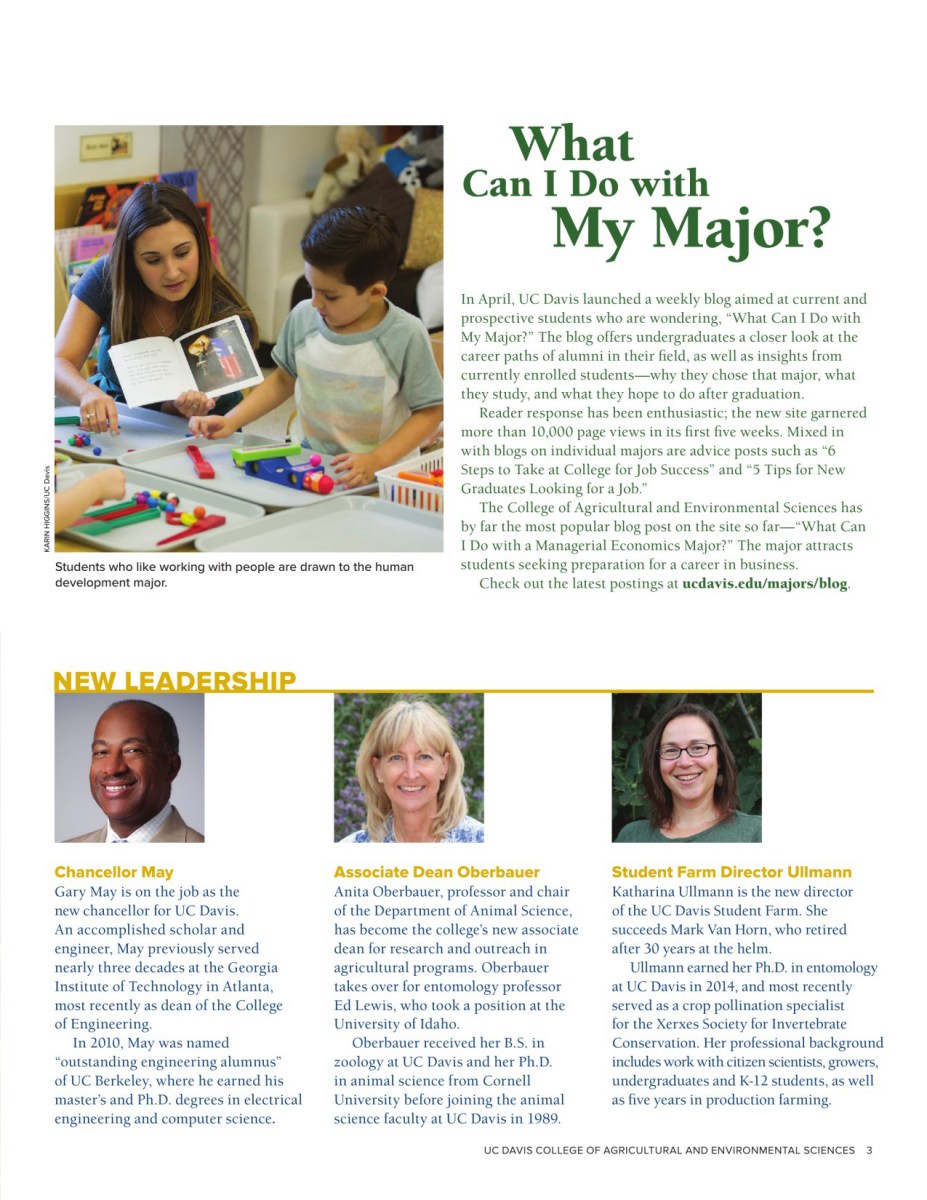 What
Can I Do with
My Major?
In April, UC Davis launched a weekly blog aimed at current and
prospective students who are wondering, “What Can I Do with
My Major?” The blog offers undergraduates a closer look at the
career paths of alumni in their field, as well as insights from
currently enrolled students—why they chose that major, what
they study, and what they hope to do after graduation.
Reader response has been enthusiastic; the new site garnered
more than 10,000 page views in its first five weeks. Mixed in
with blogs on individual majors are advice posts such as “6
Steps to Take at College for Job Success” and “5 Tips for New
Graduates Looking for a Job.”
The College of Agricultural and Environmental Sciences has
by far the most popular blog post on the site so far—“What Can
I Do with a Managerial Economics Major?” The major attracts
students seeking preparation for a career in business.
Check out the latest postings at ucdavis.edu/majors/blog.
KARIN HIGGINS/UC Davis
Students who like working with people are drawn to the human
development major.
NEW LEADERSHIP
Chancellor May
Gary May is on the job as the
new chancellor for UC Davis.
An accomplished scholar and
engineer, May previously served
nearly three decades at the Georgia
Institute of Technology in Atlanta,
most recently as dean of the College
of Engineering.
In 2010, May was named
“outstanding engineering alumnus”
of UC Berkeley, where he earned his
master’s and Ph.D. degrees in electrical
engineering and computer science.
Associate Dean Oberbauer
Anita Oberbauer, professor and chair
of the Department of Animal Science,
has become the college’s new associate
dean for research and outreach in
agricultural programs. Oberbauer
takes over for entomology professor
Ed Lewis, who took a position at the
University of Idaho.
Oberbauer received her B.S. in
zoology at UC Davis and her Ph.D.
in animal science from Cornell
University before joining the animal
science faculty at UC Davis in 1989.
Student Farm Director Ullmann
Katharina Ullmann is the new director
of the UC Davis Student Farm. She
succeeds Mark Van Horn, who retired
after 30 years at the helm.
Ullmann earned her Ph.D. in entomology
at UC Davis in 2014, and most recently
served as a crop pollination specialist
for the Xerxes Society for Invertebrate
Conservation. Her professional background
includes work with citizen scientists, growers,
undergraduates and K-12 students, as well
as five years in production farming.
UC DAVIS COLLEGE OF AGRICULTURAL AND ENVIRONMENTAL SCIENCES 3